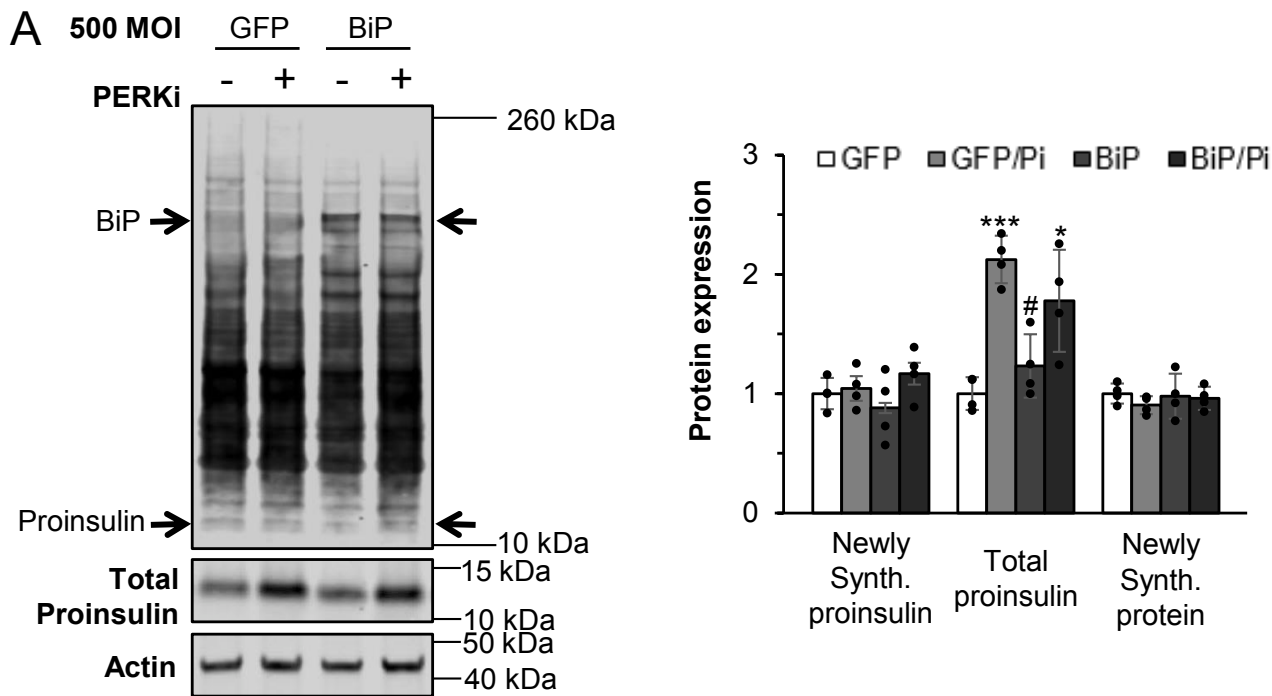 A
500 MOI GFP BiP
PERKi - + - +
260 kDa
BiP
Proinsulin
10 kDa
Total
Proinsulin
15 kDa
10 kDa
Actin
50 kDa
40 kDa
GFP GFP/Pi BiP BiP/Pi
Protein expression
3
2
1
0
***
#
*
Newly
Synth.
proinsulin
Total
proinsulin
Newly
Synth.
protein